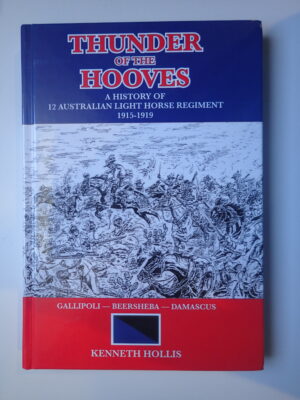 THUNDER
OF THE
HOOVES
A HISTORY OF
12 AUSTRALIAN LIGHT HORSE REGIMENT
1915-1919
GALLIPOLI — BEERSHEBA — DAMASCUS
KENNETH HOLLIS